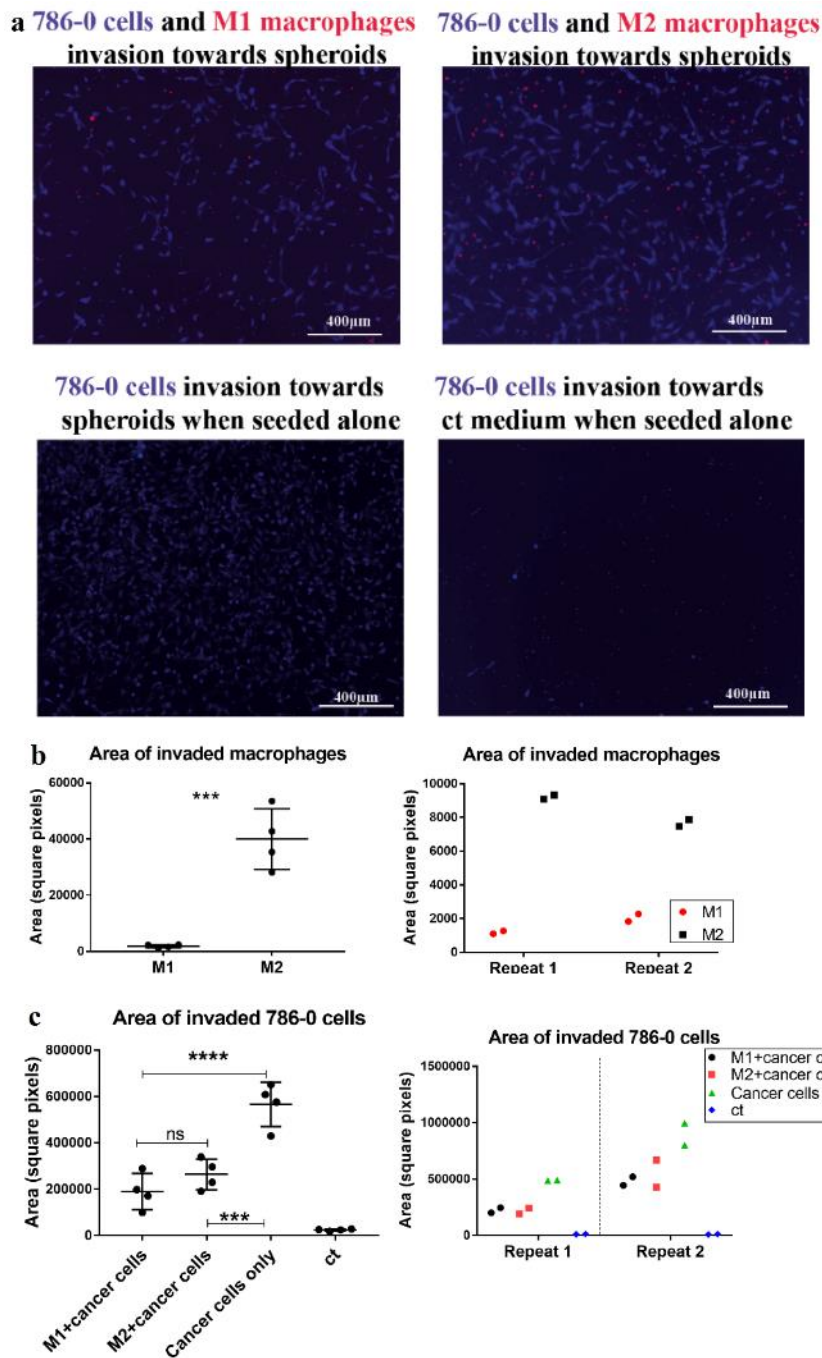 a 786-0 cells and M1 macrophages
invasion towards spheroids
786-0 cells and M2 macrophages
invasion towards spheroids
400µm
400µm
786-0 cells invasion towards
spheroids when seeded alone
786-0 cells invasion towards
ct medium when seeded alone
400µm
400µm
b
Area of invaded macrophages
Area (square pixels)
60000
40000
20000
0
***
M1
M2
Area of invaded macrophages
Area (square pixels)
10000
8000
6000
4000
2000
0
M1
M2
Repeat 1
Repeat 2
c
Area of invaded 786-0 cells
Area (square pixels)
800000
600000
400000
200000
0
****
ns
***
M1+cancer cells
M2+cancer cells
Cancer cells only
ct
Area of invaded 786-0 cells
Area (square pixels)
1500000
1000000
500000
0
M1+cancer c
M2+cancer c
Cancer cells
ct
Repeat 1
Repeat 2